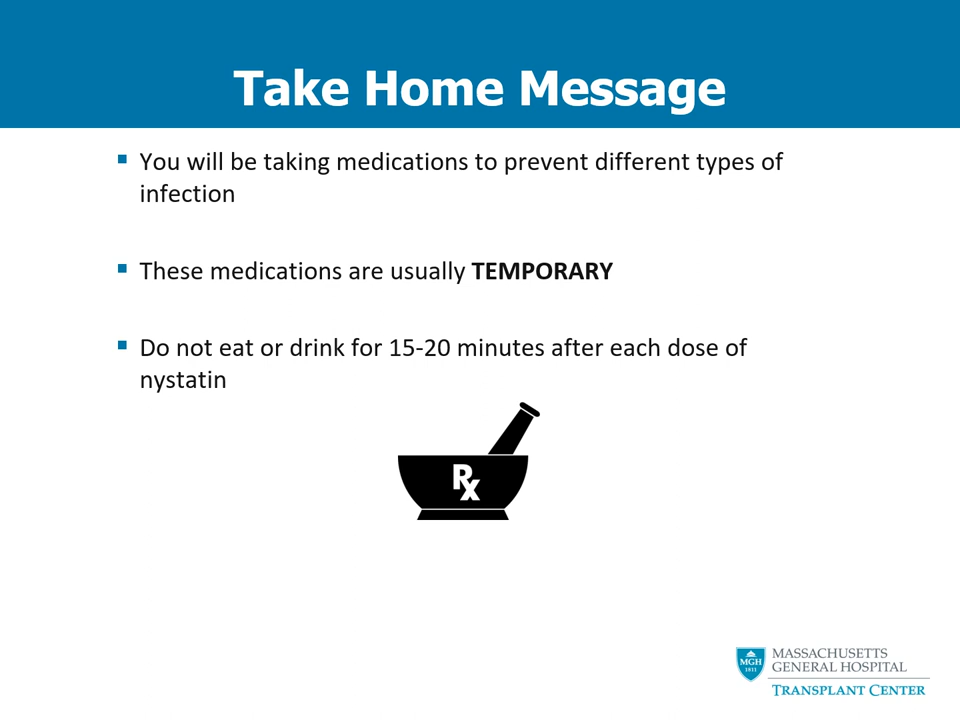 Take Home Message
You will be taking medications to prevent different types of
infection
These medications are usually TEMPORARY
Do not eat or drink for 15-20 minutes after each dose of
nystatin
Rx
MGH
1811
MASSACHUSETTS
GENERAL HOSPITAL
TRANSPLANT CENTER